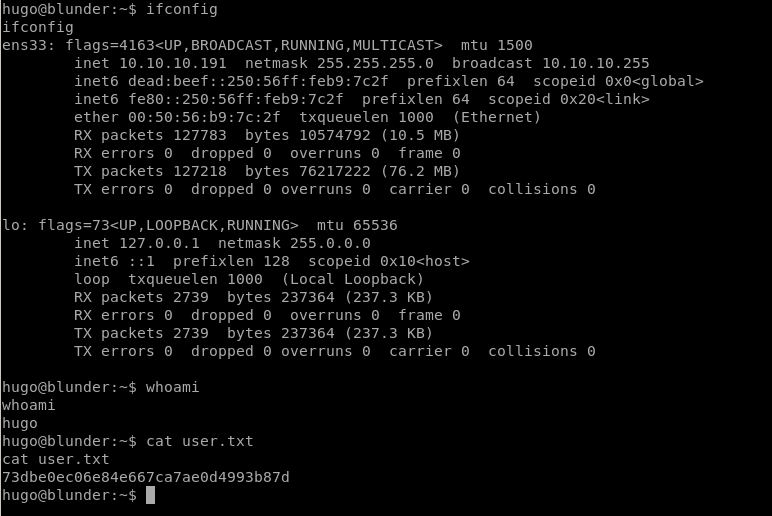 hugo@blunder:~$ ifconfig
ifconfig
ens33: flags=4163<UP,BROADCAST,RUNNING,MULTICAST>  mtu 1500
        inet 10.10.10.191  netmask 255.255.255.0  broadcast 10.10.10.255
        inet6 dead:beef::250:56ff:feb9:7c2f  prefixlen 64  scopeid 0x0<global>
        inet6 fe80::250:56ff:feb9:7c2f  prefixlen 64  scopeid 0x20<link>
        ether 00:50:56:b9:7c:2f  txqueuelen 1000  (Ethernet)
        RX packets 127783  bytes 10574792 (10.5 MB)
        RX errors 0  dropped 0  overruns 0  frame 0
        TX packets 127218  bytes 76217222 (76.2 MB)
        TX errors 0  dropped 0 overruns 0  carrier 0  collisions 0

lo: flags=73<UP,LOOPBACK,RUNNING>  mtu 65536
        inet 127.0.0.1  netmask 255.0.0.0
        inet6 ::1  prefixlen 128  scopeid 0x10<host>
        loop  txqueuelen 1000  (Local Loopback)
        RX packets 2739  bytes 237364 (237.3 KB)
        RX errors 0  dropped 0  overruns 0  frame 0
        TX packets 2739  bytes 237364 (237.3 KB)
        TX errors 0  dropped 0 overruns 0  carrier 0  collisions 0

hugo@blunder:~$ whoami
whoami
hugo
hugo@blunder:~$ cat user.txt
cat user.txt
73dbe0ec06e84e667ca7ae0d4993b87d
hugo@blunder:~$